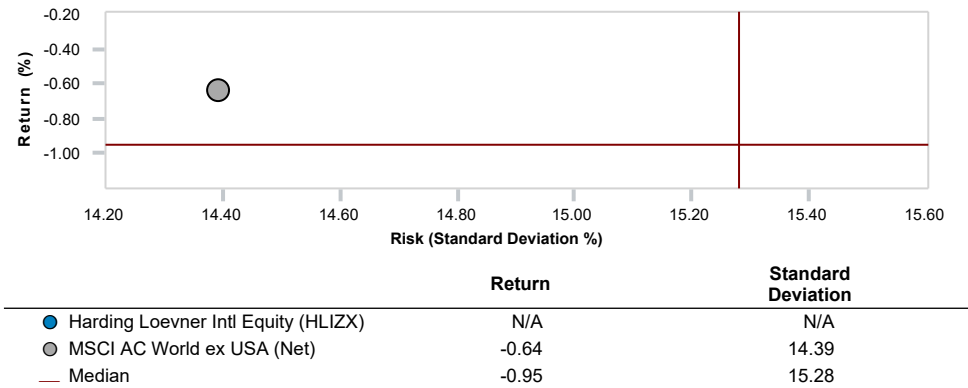 -0.20
-0.40
-0.60
-0.80
-1.00
Return (%)
14.20 14.40 14.60 14.80 15.00 15.20 15.40 15.60
Risk (Standard Deviation %)
Return Standard Deviation
Harding Loevner Intl Equity (HLIZX) N/A N/A
MSCI AC World ex USA (Net) -0.64 14.39
Median -0.95 15.28